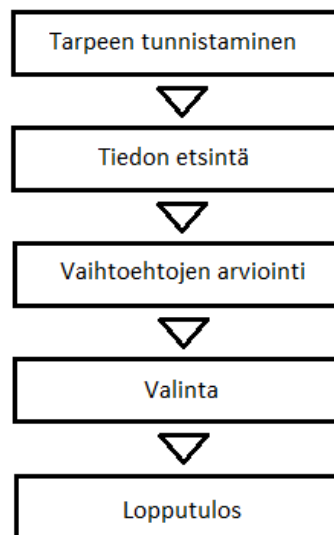 Tarpeen tunnistaminen
Tiedon etsintä
Vaihtoehtojen arviointi
Valinta
Lopputulos